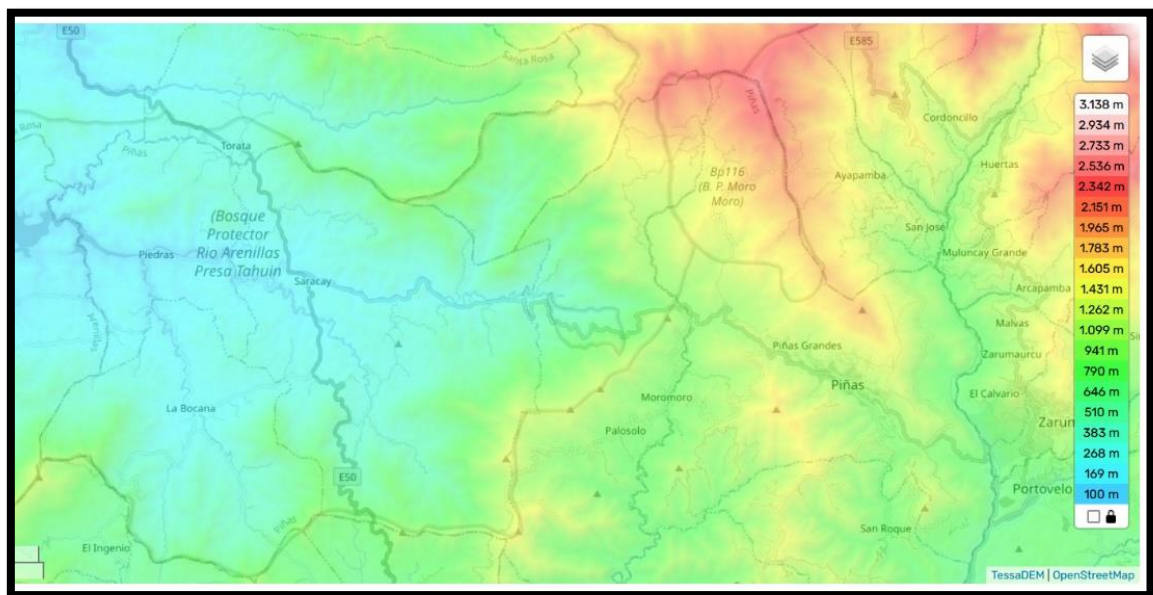 E50
E585
Santa Rosa
Piñas
Cordoncillo
Rosa
Piñas
Torata
Huertas
Bp116
(B. P. Moro
Moro)
Ayapamba
(Bosque
Protector
Rio Arenillas
Presa Tahuin
San José
Piedras
Muluncay Grande
Saracay
Arcapamba
Malvas
Piñas Grandes
Zarumaurcu
Piñas
El Calvario
Moromoro
La Bocana
Palosolo
Zarun
E50
Portovelo
Piñas
San Roque
El Ingenio
3.138 m
2.934 m
2.733 m
2.536 m
2.342 m
2.151 m
1.965 m
1.783 m
1.605 m
1.431 m
1.262 m
1.099 m
941 m
790 m
646 m
510 m
383 m
268 m
169 m
100 m
TessaDEM | OpenStreetMap